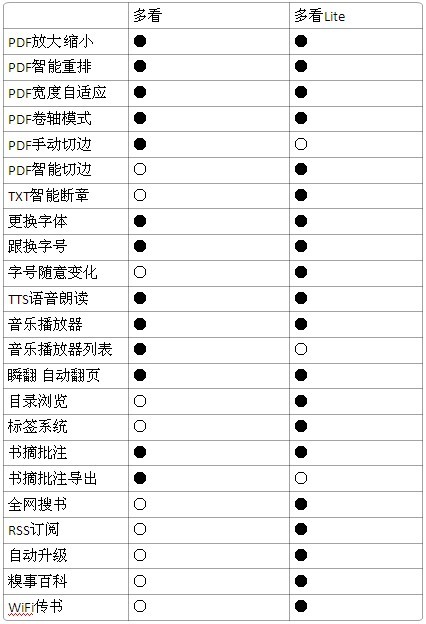 多看 多看Lite
PDF放大缩小 ● ●
PDF智能重排 ● ●
PDF宽度自适应 ● ●
PDF卷轴模式 ● ●
PDF手动切边 ● ○
PDF智能切边 ○ ●
TXT智能断章 ○ ●
更换字体 ● ●
跟换字号 ● ●
字号随意变化 ○ ●
TTS语音朗读 ● ●
音乐播放器 ● ●
音乐播放器列表 ● ○
瞬翻 自动翻页 ● ●
目录浏览 ○ ●
标签系统 ○ ●
书摘批注 ● ●
书摘批注导出 ● ○
全网搜书 ○ ●
RSS订阅 ○ ●
自动升级 ○ ●
糗事百科 ○ ●
WiFi传书 ○ ●